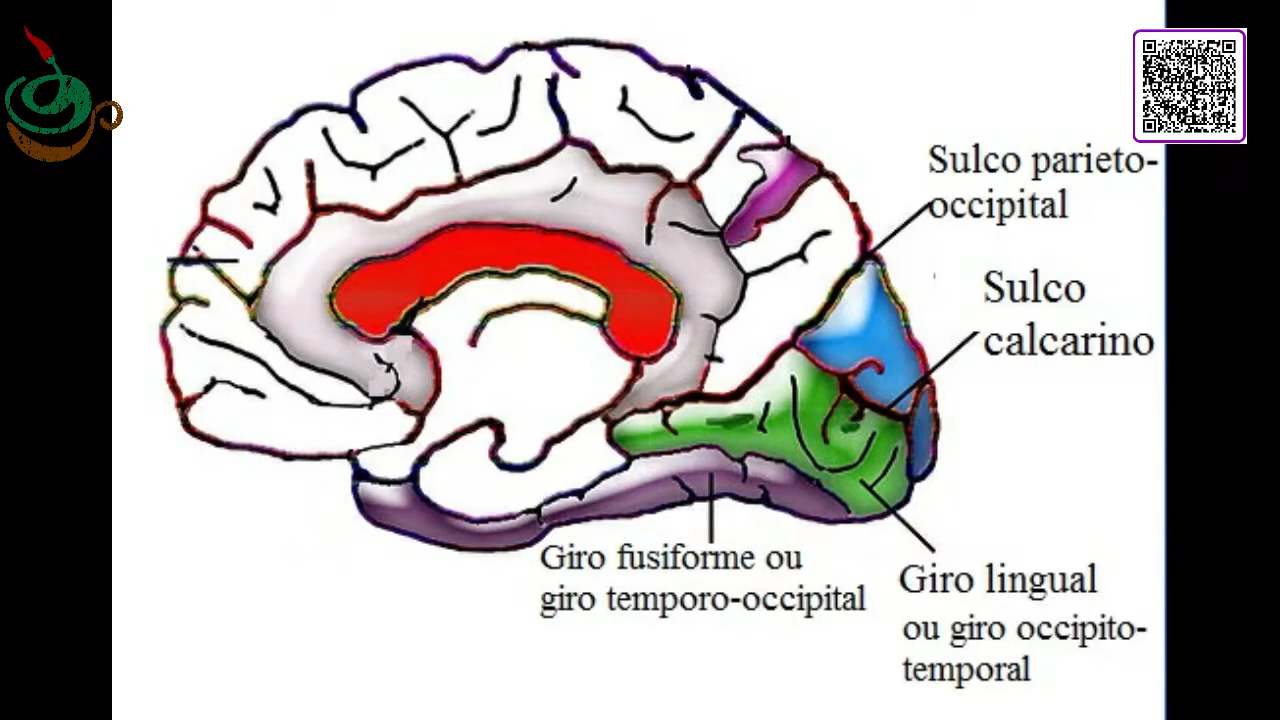 Sulco parieto-
occipital
Sulco
calcarino
Giro fusiforme ou
giro temporo-occipital
Giro lingual
ou giro occipito-
temporal